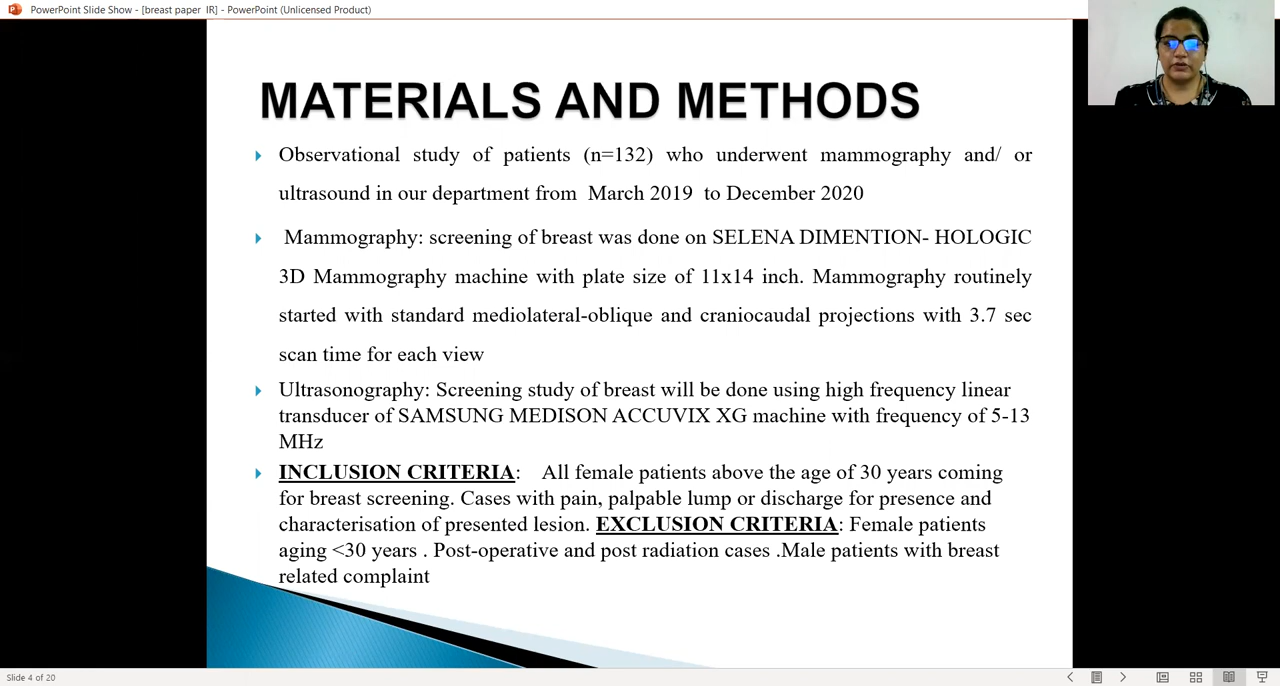 PowerPoint Slide Show - [breast paper IR] - PowerPoint (Unlicensed Product)
MATERIALS AND METHODS
Observational study of patients (n=132) who underwent mammography and/ or
ultrasound in our department from March 2019 to December 2020
Mammography: screening of breast was done on SELENA DIMENTION- HOLOGIC
3D Mammography machine with plate size of 11x14 inch. Mammography routinely
started with standard mediolateral-oblique and craniocaudal projections with 3.7 sec
scan time for each view
Ultrasonography: Screening study of breast will be done using high frequency linear
transducer of SAMSUNG MEDISON ACCUVIX XG machine with frequency of 5-13
MHz
INCLUSION CRITERIA: All female patients above the age of 30 years coming
for breast screening. Cases with pain, palpable lump or discharge for presence and
characterisation of presented lesion. EXCLUSION CRITERIA: Female patients
aging <30 years . Post-operative and post radiation cases .Male patients with breast
related complaint
Slide 4 of 20